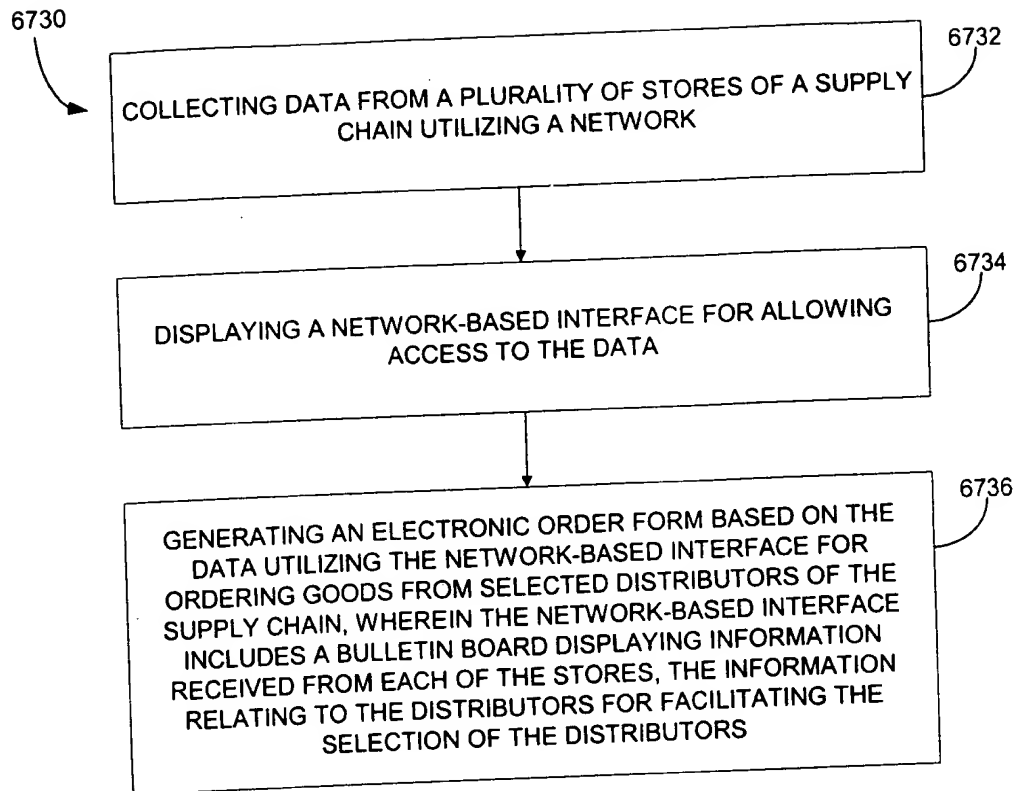 6730
6732
COLLECTING DATA FROM A PLURALITY OF STORES OF A SUPPLY
CHAIN UTILIZING A NETWORK
6734
DISPLAYING A NETWORK-BASED INTERFACE FOR ALLOWING
ACCESS TO THE DATA
6736
GENERATING AN ELECTRONIC ORDER FORM BASED ON THE
DATA UTILIZING THE NETWORK-BASED INTERFACE FOR
ORDERING GOODS FROM SELECTED DISTRIBUTORS OF THE
SUPPLY CHAIN, WHEREIN THE NETWORK-BASED INTERFACE
INCLUDES A BULLETIN BOARD DISPLAYING INFORMATION
RECEIVED FROM EACH OF THE STORES, THE INFORMATION
RELATING TO THE DISTRIBUTORS FOR FACILITATING THE
SELECTION OF THE DISTRIBUTORS